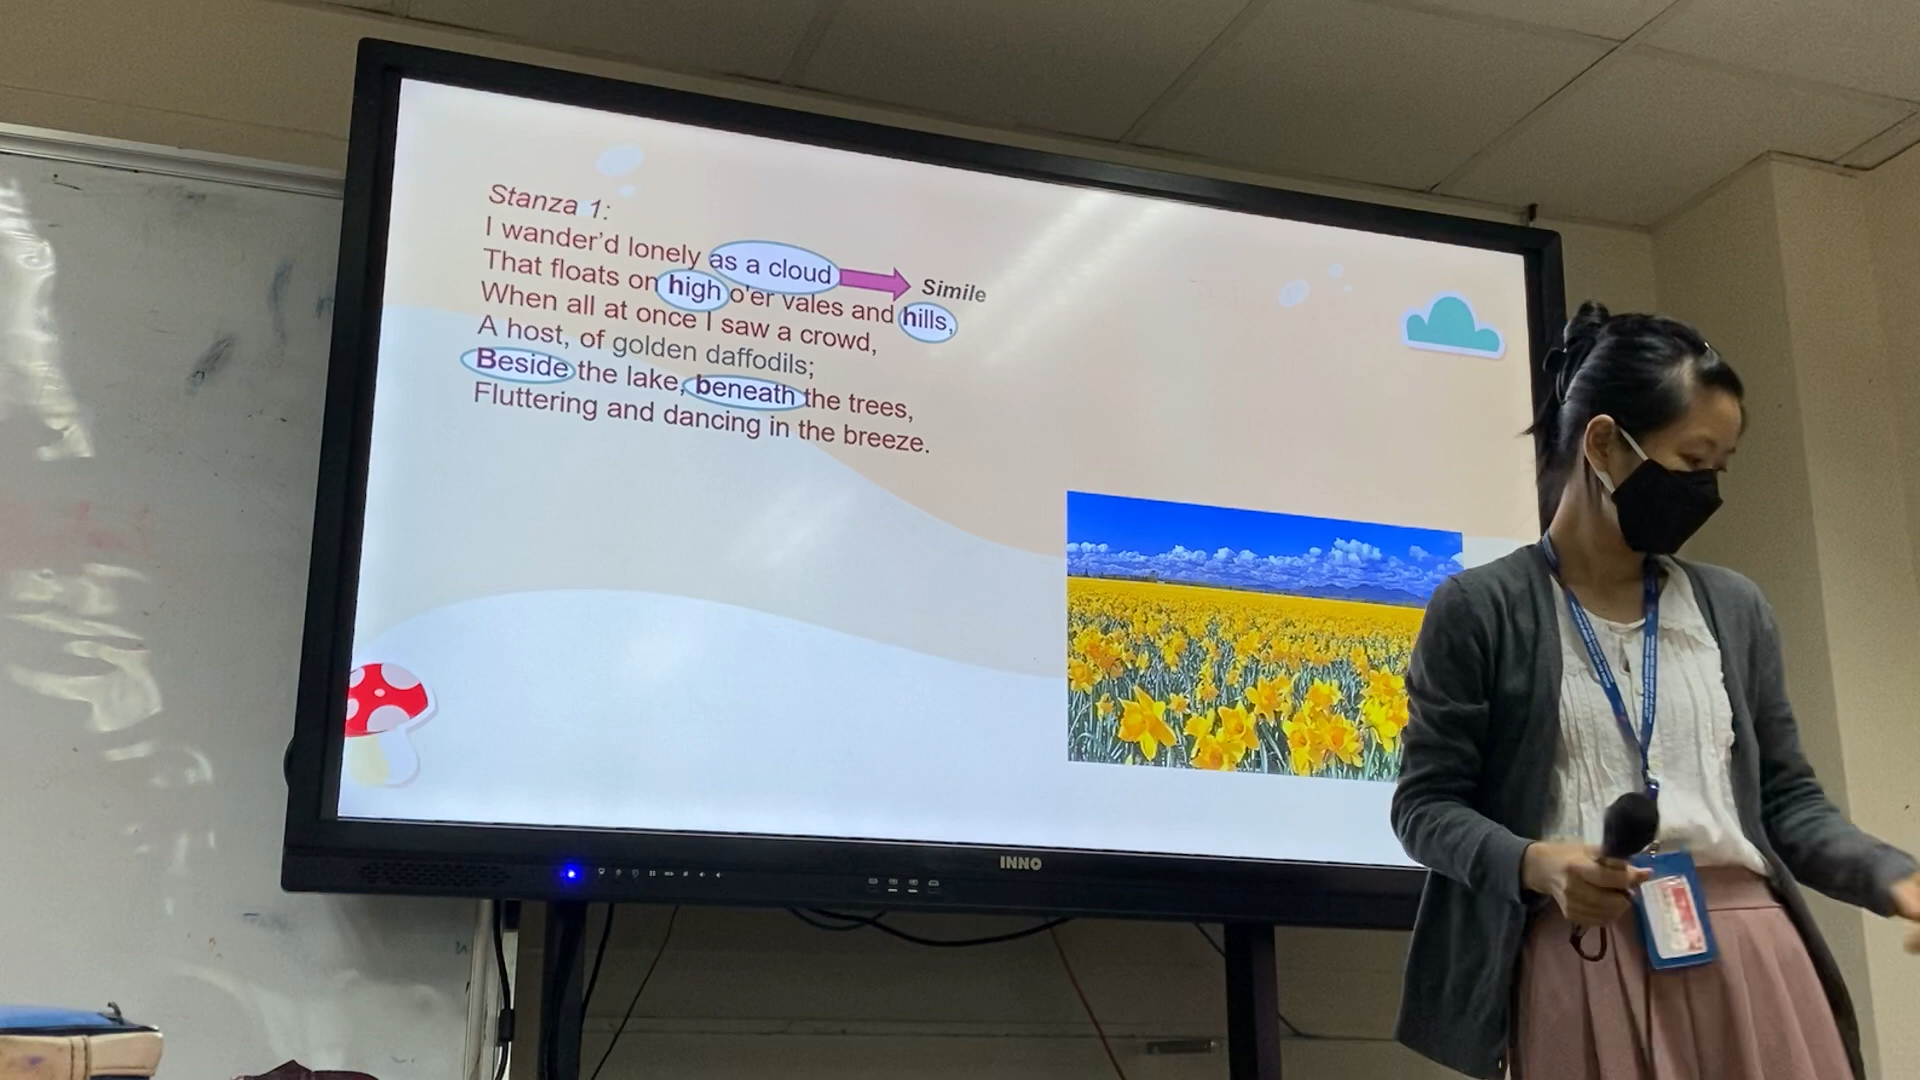 Stanza 1:
I wander'd lonely as a cloud Simile
That floats on high o'er vales and hills,
When all at once I saw a crowd,
A host, of golden daffodils;
Beside the lake, beneath the trees,
Fluttering and dancing in the breeze.
INNO